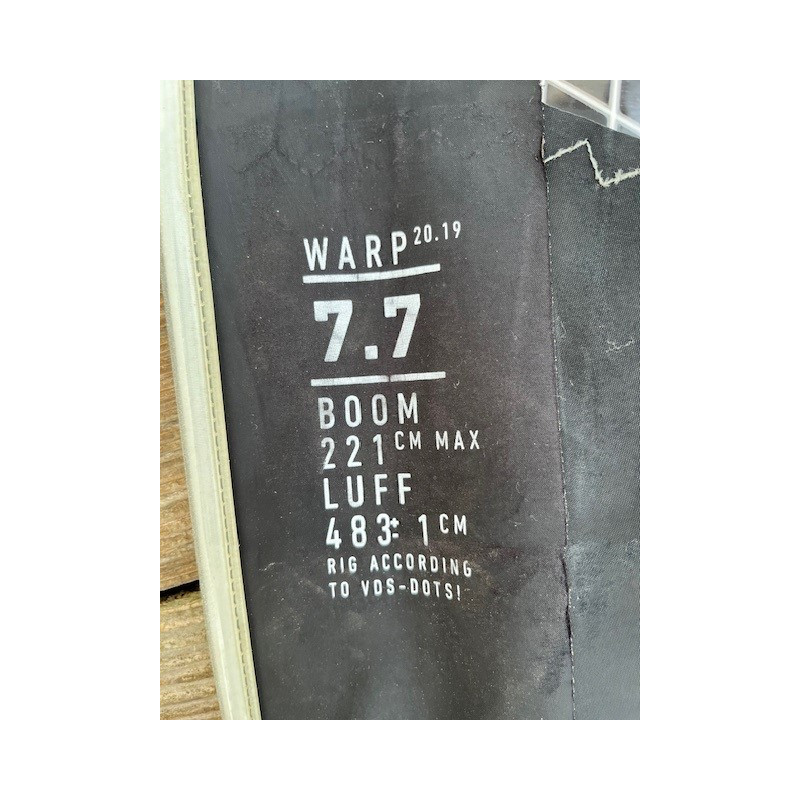 WARP 20.19
7.7
BOOM
221 CM MAX
LUFF
483 ± 1 CM
RIG ACCORDING
TO VDS-DOTS!